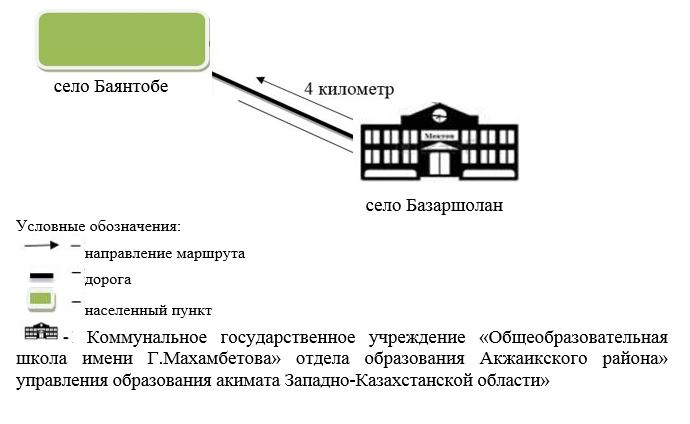 село Баянтобе
4 километр
Мектеп
село Базаршолан
Условные обозначения:
– направление маршрута
– дорога
– населенный пункт
- Коммунальное государственное учреждение «Общеобразовательная
школа имени Г.Махамбетова» отдела образования Акжаикского района»
управления образования акимата Западно-Казахстанской области»